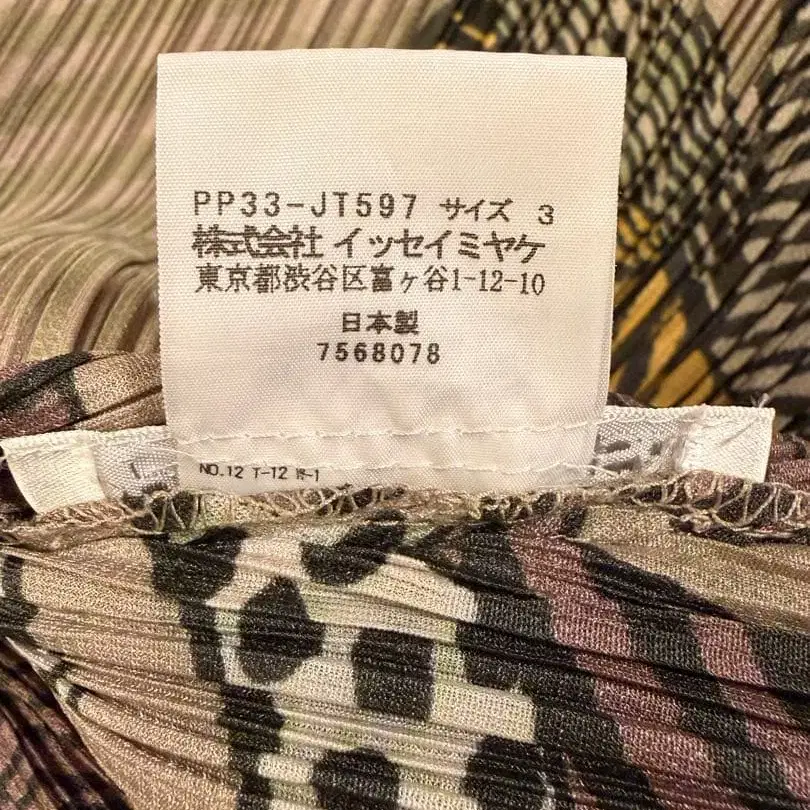 PP33-JT597 サイズ 3
株式会社 イッセイミヤケ
東京都渋谷区富ヶ谷1-12-10
日本製
7568078
NO.12 T-12